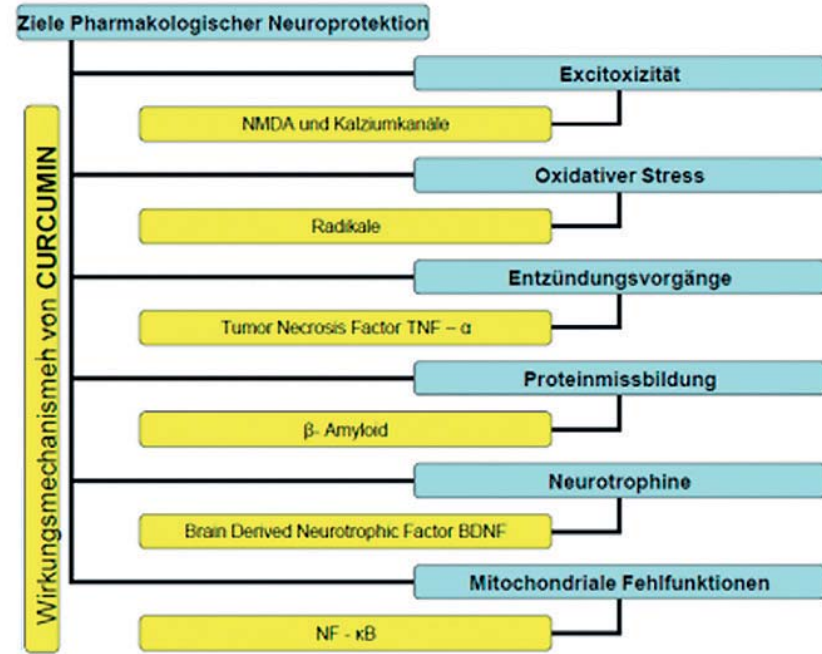 Ziele Pharmakologischer Neuroprotektion
Excitoxizität
NMDA und Kalziumkanäle
Oxidativer Stress
Radikale
Entzündungsvorgänge
Tumor Necrosis Factor TNF – α
Proteinmissbildung
β- Amyloid
Neurotrophine
Brain Derived Neurotrophic Factor BDNF
Mitochondriale Fehlfunktionen
NF - κB
Wirkungsmechanismeh von CURCUMIN